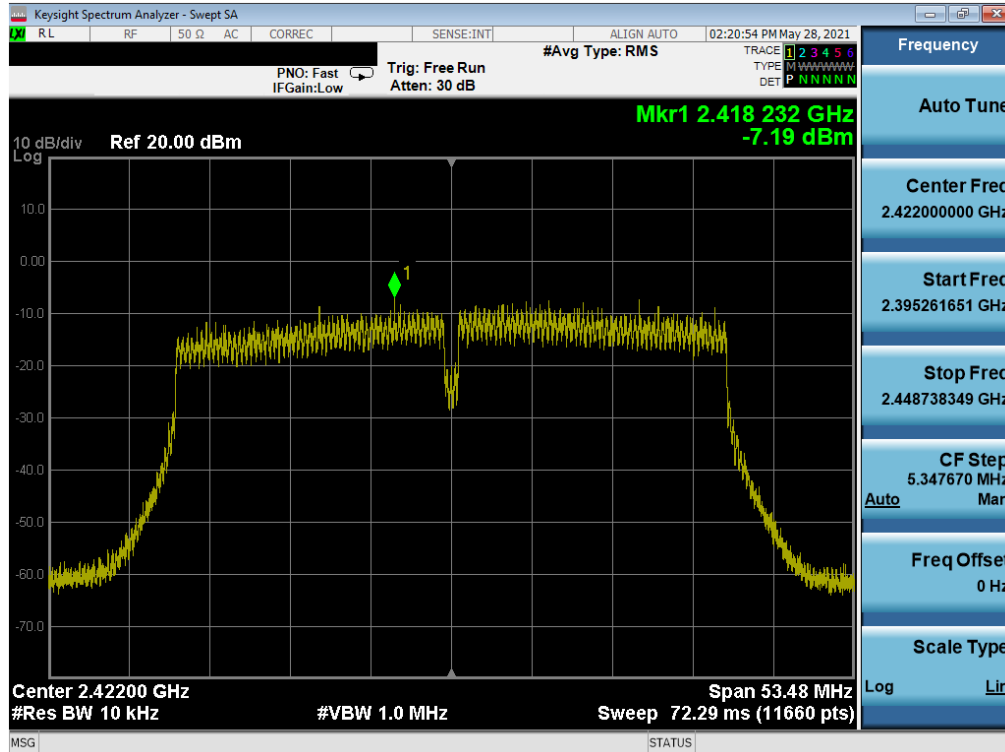 Keysight Spectrum Analyzer - Swept SA
LXI RL RF 50 Ω AC CORREC SENSE:INT ALIGN AUTO 02:20:54 PM May 28, 2021
#Avg Type: RMS
TRACE 1 2 3 4 5 6
TYPE M WWWWW
DET P N N N N N
PNO: Fast
IFGain:Low
Trig: Free Run
Atten: 30 dB
Mkr1 2.418 232 GHz
-7.19 dBm
10 dB/div Ref 20.00 dBm
Log
1
10.0
0.00
-10.0
-20.0
-30.0
-40.0
-50.0
-60.0
-70.0
Center 2.42200 GHz Span 53.48 MHz
#Res BW 10 kHz #VBW 1.0 MHz Sweep 72.29 ms (11660 pts)
MSG STATUS
Frequency
Auto Tune
Center Freq
2.422000000 GHz
Start Freq
2.395261651 GHz
Stop Freq
2.448738349 GHz
CF Step
5.347670 MHz
Auto Man
Freq Offset
0 Hz
Scale Type
Log Lin